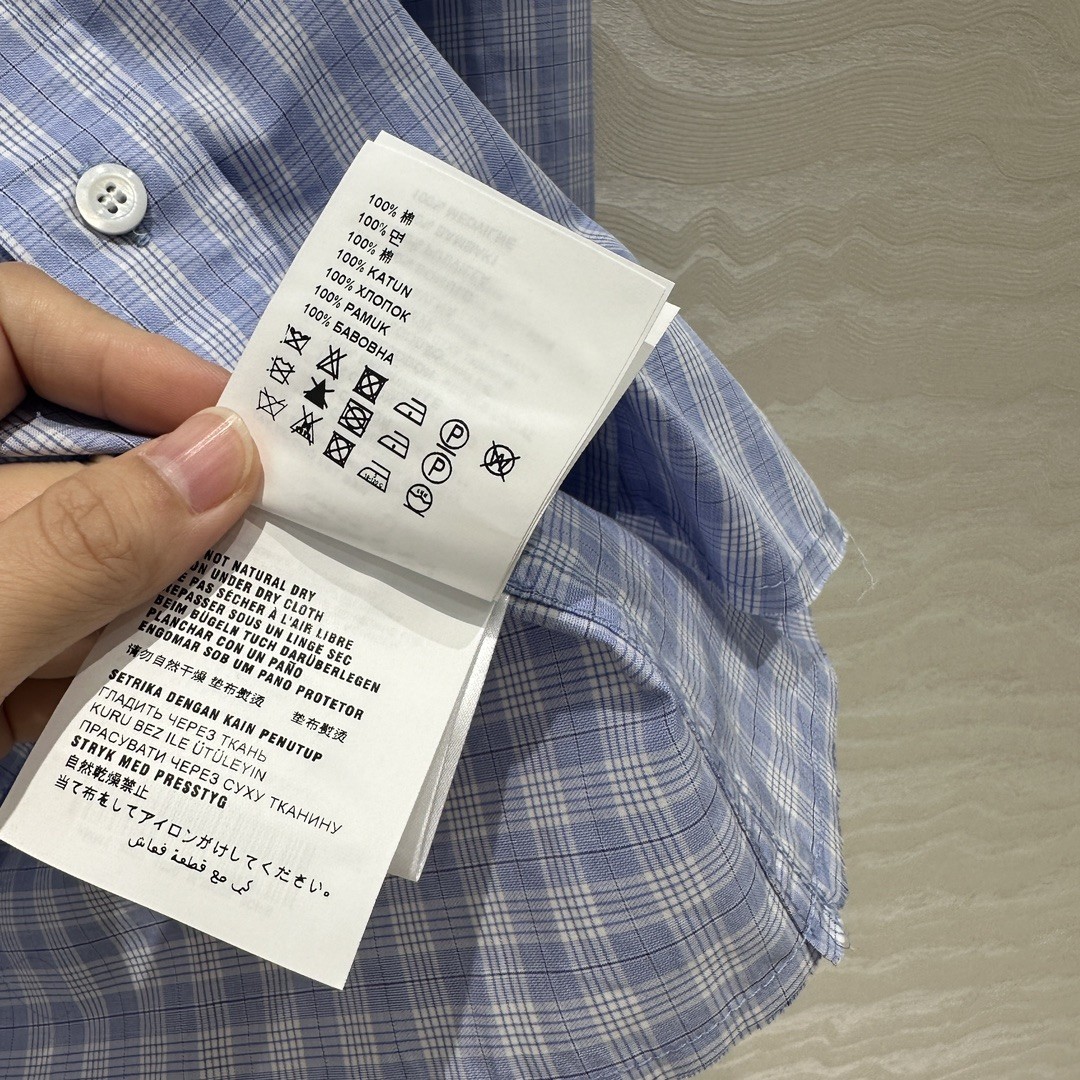 100% 棉
100% 면
100% 棉
100% KATUN
100% ХЛОПОК
100% PAMUK
100% БАВОВНА
P
W
P
NOT NATURAL DRY
ON UNDER DRY CLOTH
PAS SÉCHER À L'AIR LIBRE
REPASSER SOUS UN LINGE SEC
BEIM BÜGELN TUCH DARÜBERLEGEN
PLANCHAR CON UN PAÑO
ENGOMAR SOB UM PANO PROTETOR
请勿自然干燥 垫布熨烫 垫布熨烫
SETRIKA DENGAN KAIN PENUTUP
ГЛАДИТЬ ЧЕРЕЗ ТКАНЬ
KURU BEZ ILE ÜTÜLEYIN
ПРАСУВАТИ ЧЕРЕЗ СУХУ ТКАНИНУ
STRYK MED PRESSTYG
自然乾燥禁止
当て布をしてアイロンがけしてください。
كي مع قطعة قماش